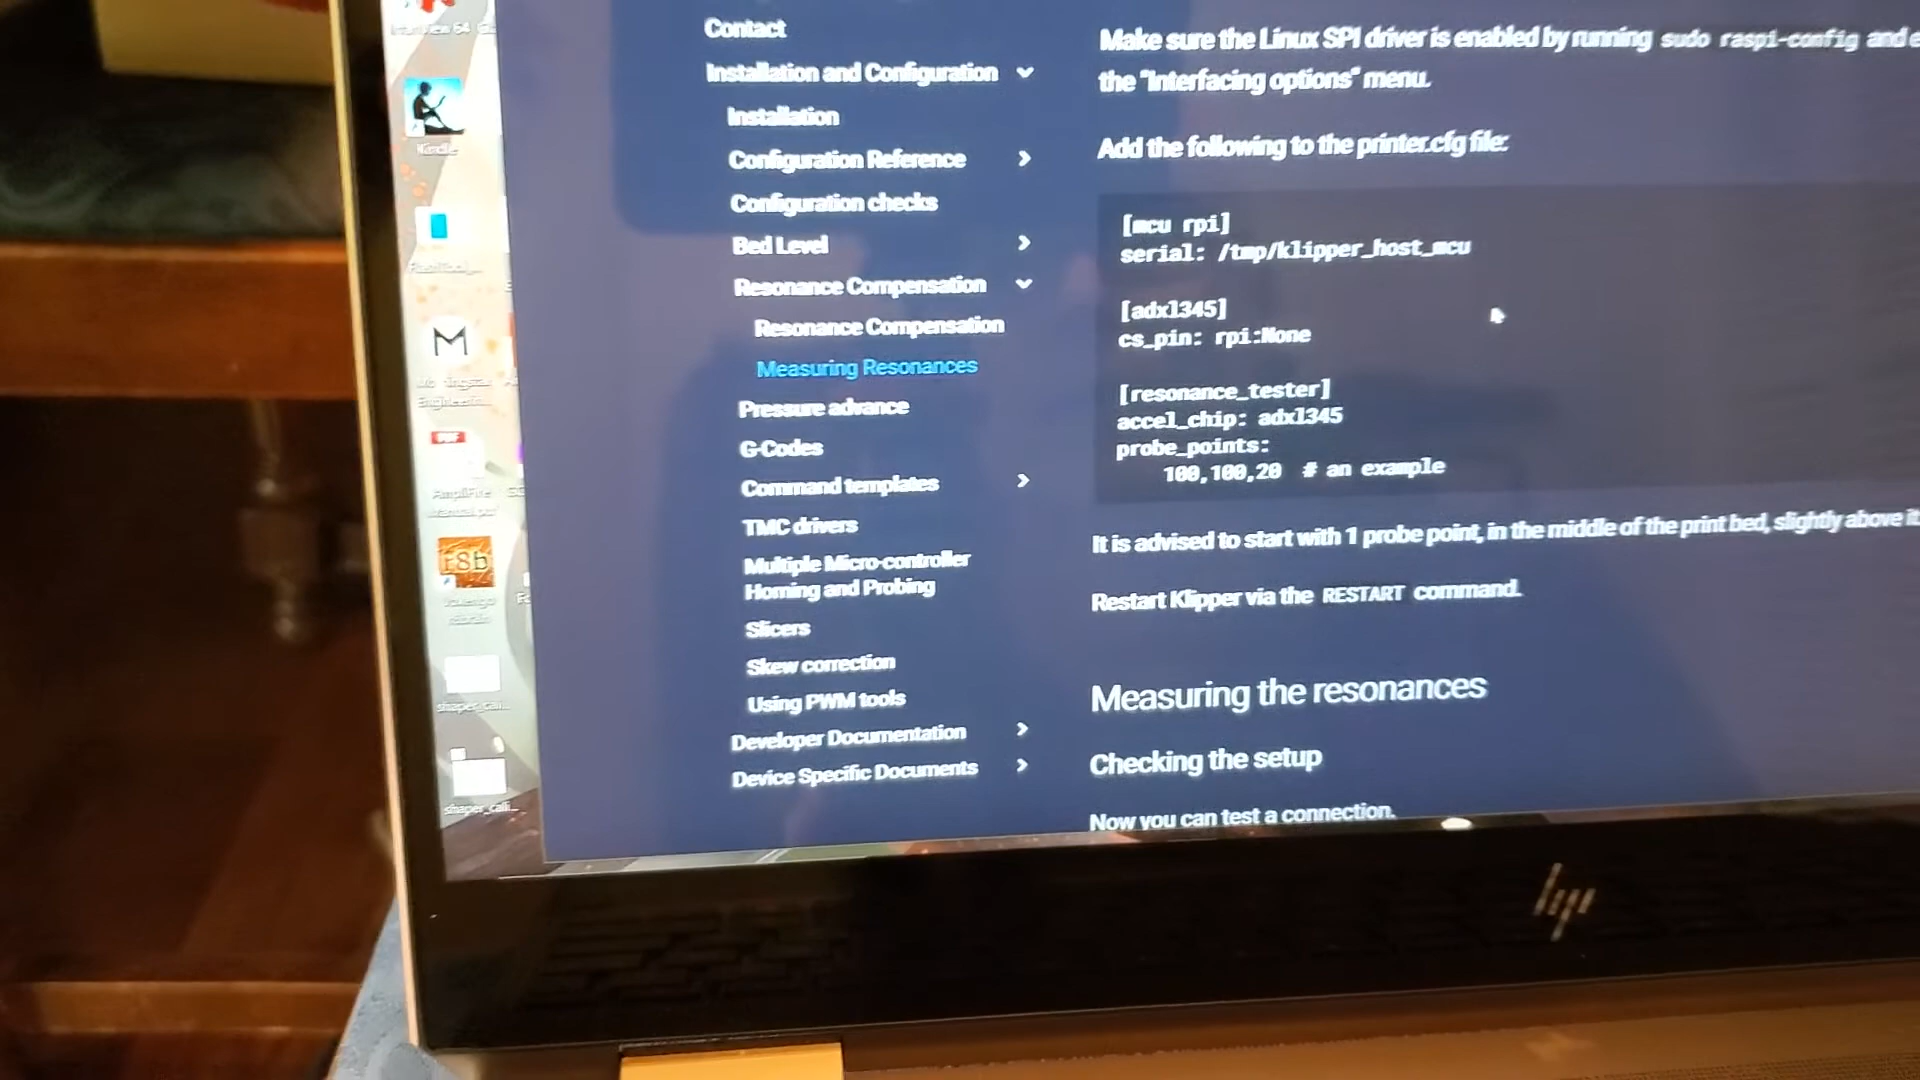 Kindle
Contact
Installation and Configuration
Installation
Configuration Reference
Configuration checks
Bed Level
Resonance Compensation
Resonance Compensation
Measuring Resonances
Pressure advance
G-Codes
Command templates
TMC drivers
Multiple Micro-controller
Homing and Probing
Slicers
Skew correction
Using PWM tools
Developer Documentation
Device Specific Documents
Make sure the Linux SPI driver is enabled by running sudo raspi-config and
the "Interfacing options" menu.
Add the following to the printer.cfg file:
[mcu rpi]
serial: /tmp/klipper_host_mcu
[adxl345]
cs_pin: rpi:None
[resonance_tester]
accel_chip: adxl345
probe_points:
100,100,20 # an example
It is advised to start with 1 probe point, in the middle of the print bed, slightly above it
Restart Klipper via the RESTART command.
Measuring the resonances
Checking the setup
Now you can test a connection.
r8b
shaper_cali...
hp